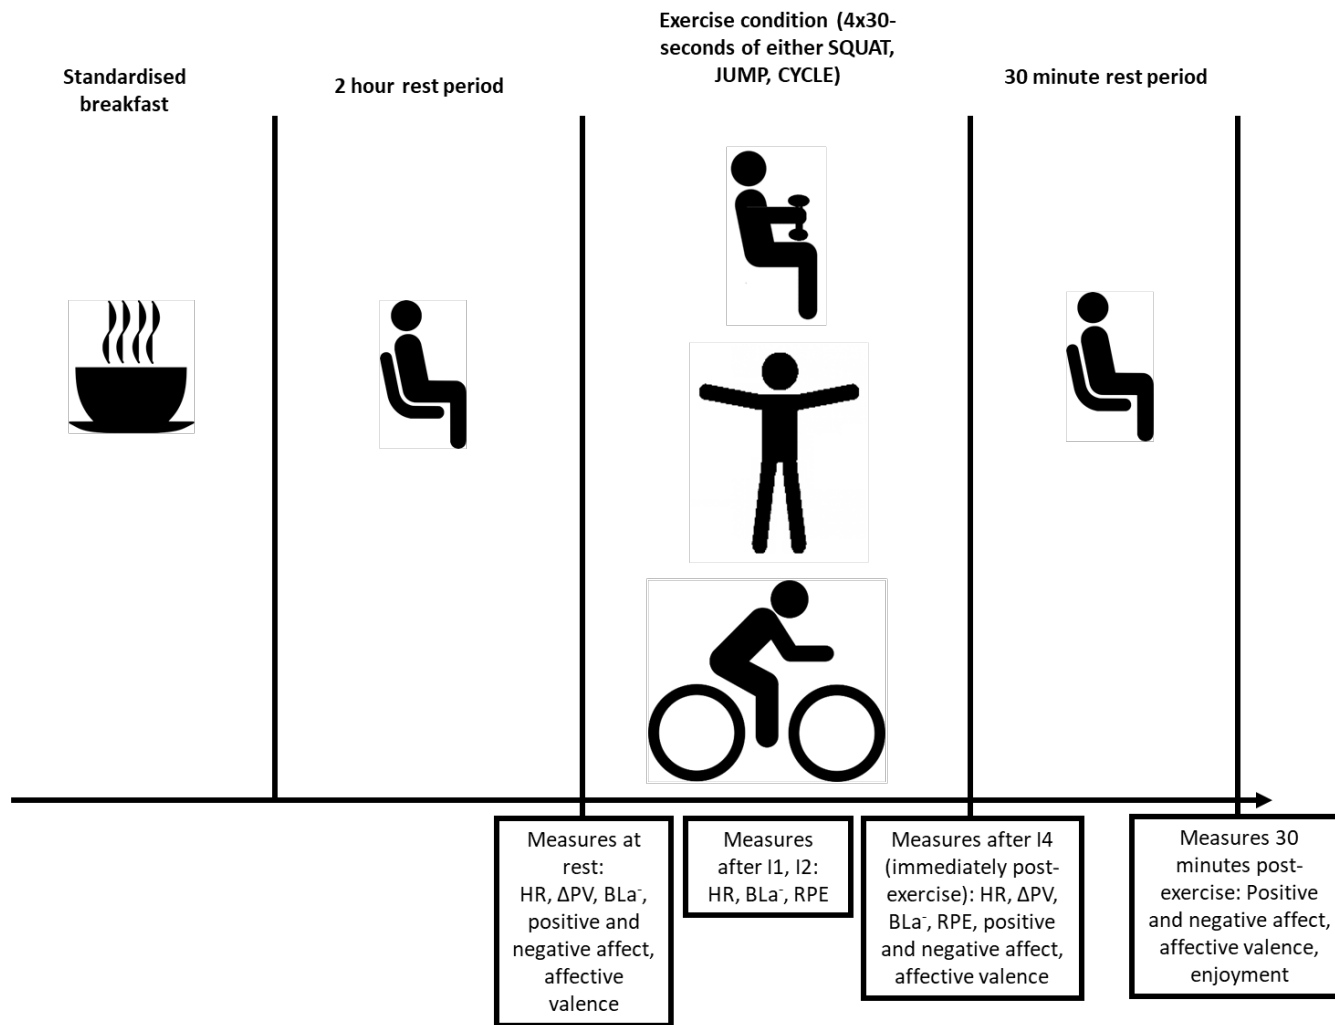 Standardised
breakfast
2 hour rest period
Exercise condition (4x30-
seconds of either SQUAT,
JUMP, CYCLE)
30 minute rest period
Measures at
rest:
HR, ΔPV, BLa⁻,
positive and
negative affect,
affective
valence
Measures
after I1, I2:
HR, BLa⁻, RPE
Measures after I4
(immediately post-
exercise): HR, ΔPV,
BLa⁻, RPE, positive
and negative affect,
affective valence
Measures 30
minutes post-
exercise: Positive
and negative affect,
affective valence,
enjoyment